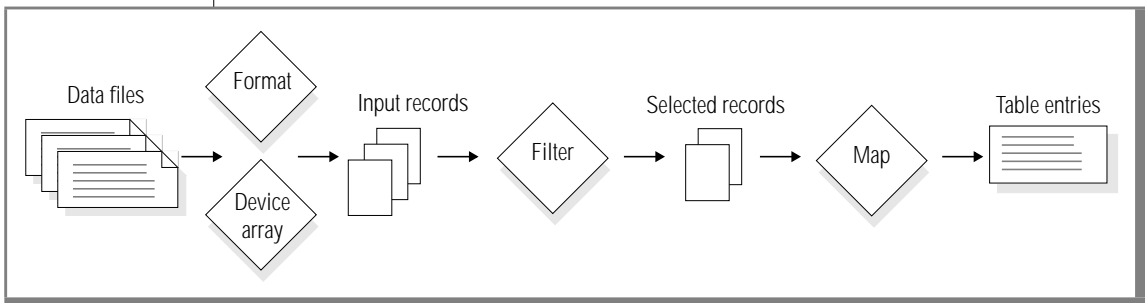 Data files
Format
Device
array
Input records
Filter
Selected records
Map
Table entries